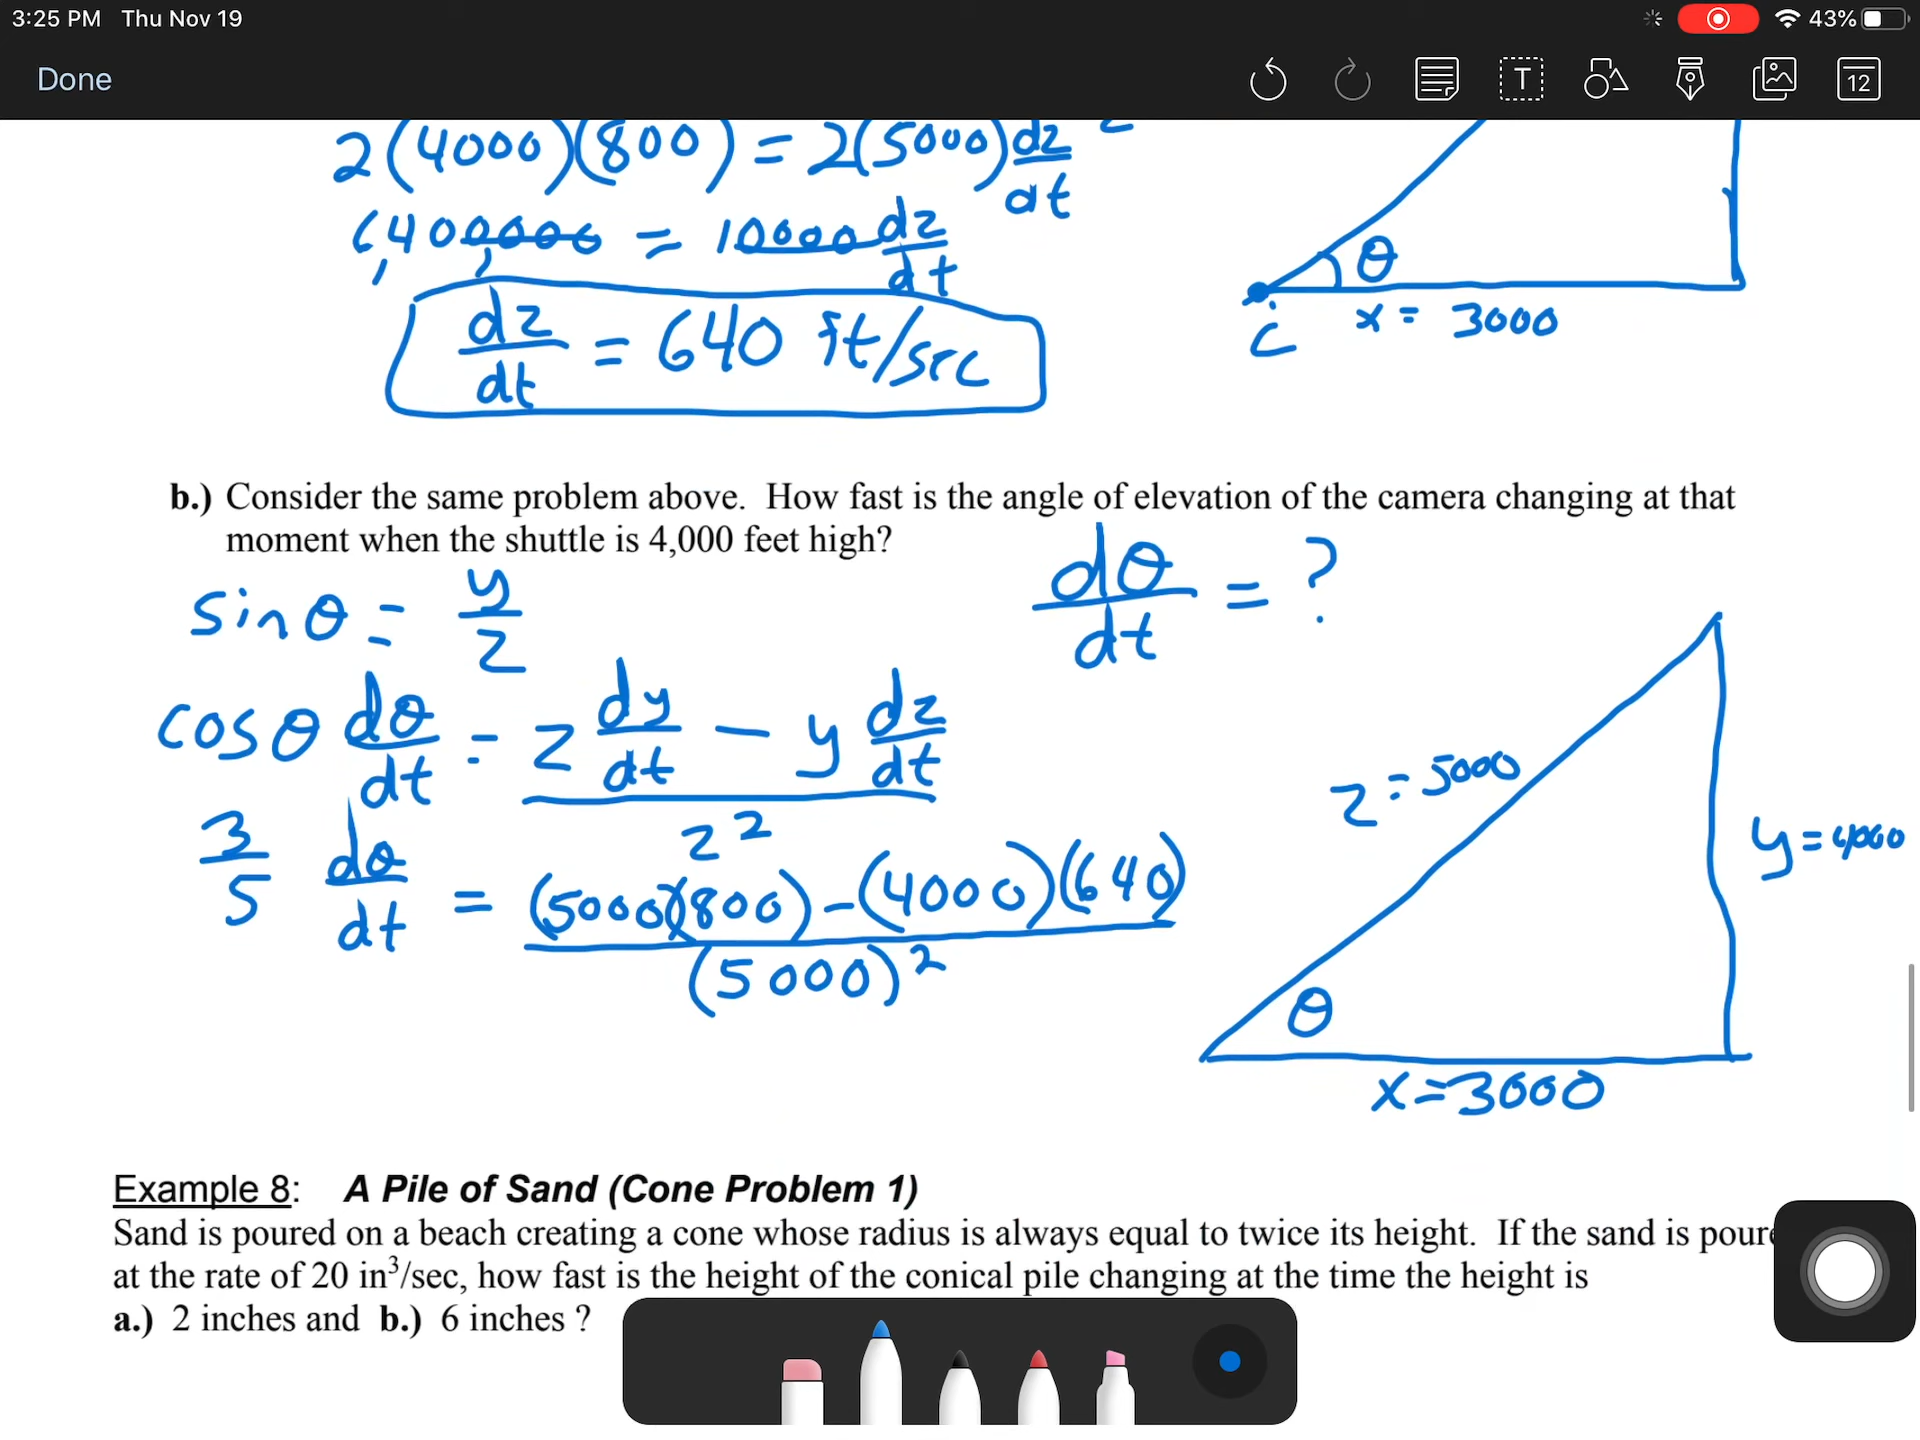 3:25 PM Thu Nov 19 43%
Done T 12
2(4000)(800) = 2(5000) dz/dt
6,400,000 = 10000 dz/dt
dz/dt = 640 ft/sec
θ
C x = 3000
b.) Consider the same problem above. How fast is the angle of elevation of the camera changing at that
moment when the shuttle is 4,000 feet high?
sin θ = y/z
dθ/dt = ?
cos θ dθ/dt = (z dy/dt − y dz/dt)/z²
3/5 dθ/dt = ((5000)(800) − (4000)(640))/(5000)²
z = 5000
y = 4000
θ
x = 3000
Example 8: A Pile of Sand (Cone Problem 1)
Sand is poured on a beach creating a cone whose radius is always equal to twice its height. If the sand is
at the rate of 20 in³/sec, how fast is the height of the conical pile changing at the time the height is
a.) 2 inches and b.) 6 inches ?